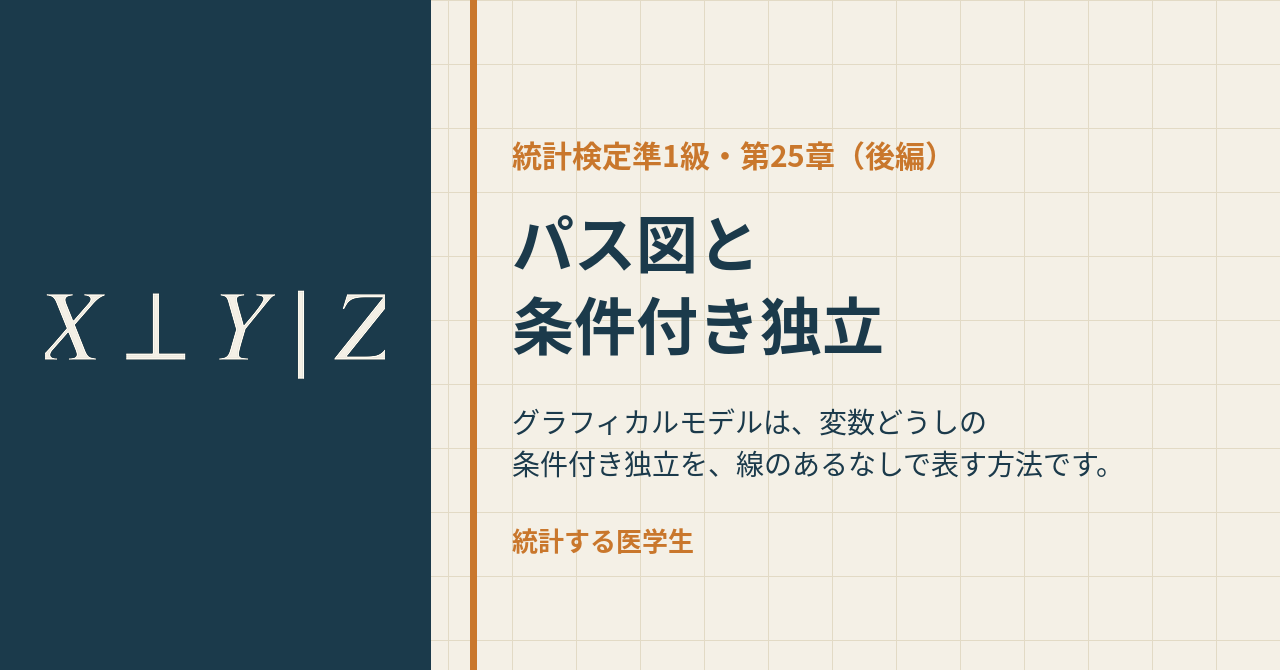 X ⊥ Y | Z
統計検定準1級・第25章（後編）
パス図と
条件付き独立
グラフィカルモデルは、変数どうしの
条件付き独立を、線のあるなしで表す方法です。
統計する医学生